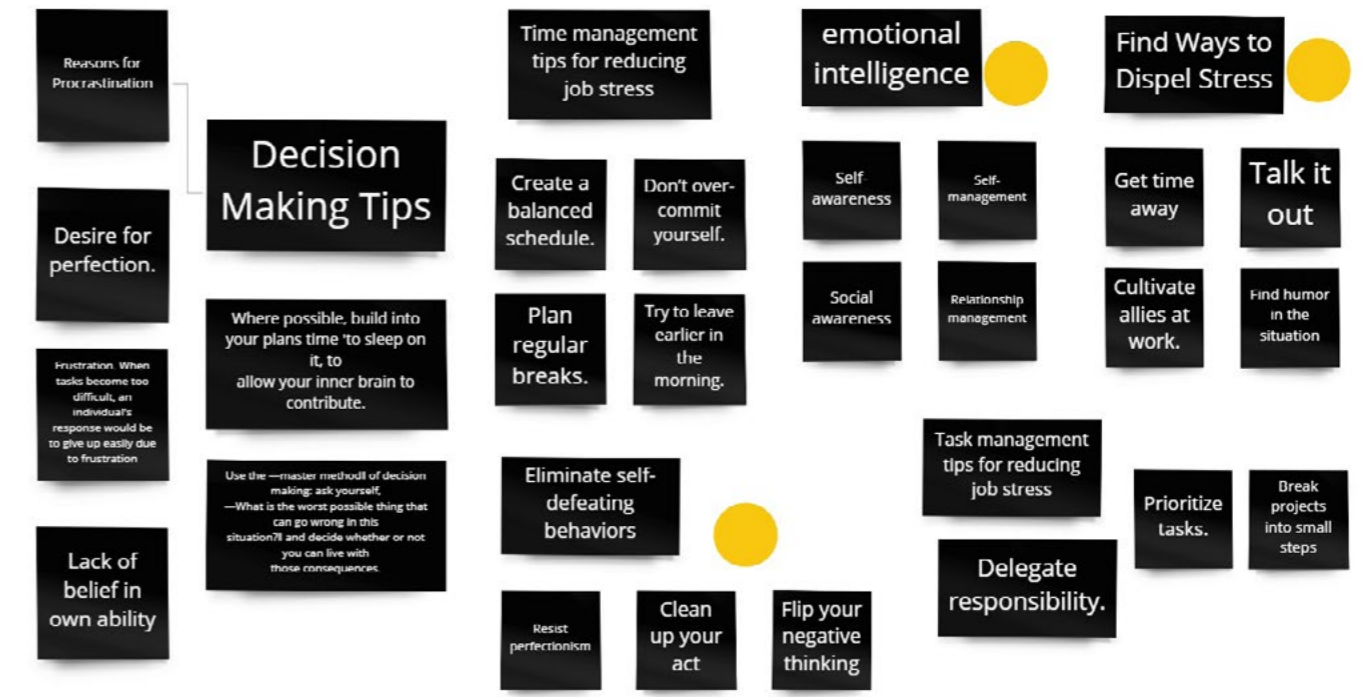 Reasons for
Procrastination
Desire for
perfection.
Frustration. When
tasks become too
difficult, an
individual's
response would be
to give up easily due
to frustration
Lack of
belief in
own ability
Decision
Making Tips
Where possible, build into
your plans time 'to sleep on
it, to
allow your inner brain to
contribute.
Use the —master methodll of decision
making: ask yourself,
—What is the worst possible thing that
can go wrong in this
situation?ll and decide whether or not
you can live with
those consequences.
Time management
tips for reducing
job stress
Create a
balanced
schedule.
Don't over-
commit
yourself.
Plan
regular
breaks.
Try to leave
earlier in
the
morning.
Eliminate self-
defeating
behaviors
Resist
perfectionism
Clean
up your
act
Flip your
negative
thinking
emotional
intelligence
Self
awareness
Self-
management
Social
awareness
Relationship
management
Find Ways to
Dispel Stress
Get time
away
Talk it
out
Cultivate
allies at
work.
Find humor
in the
situation
Task management
tips for reducing
job stress
Prioritize
tasks.
Break
projects
into small
steps
Delegate
responsibility.